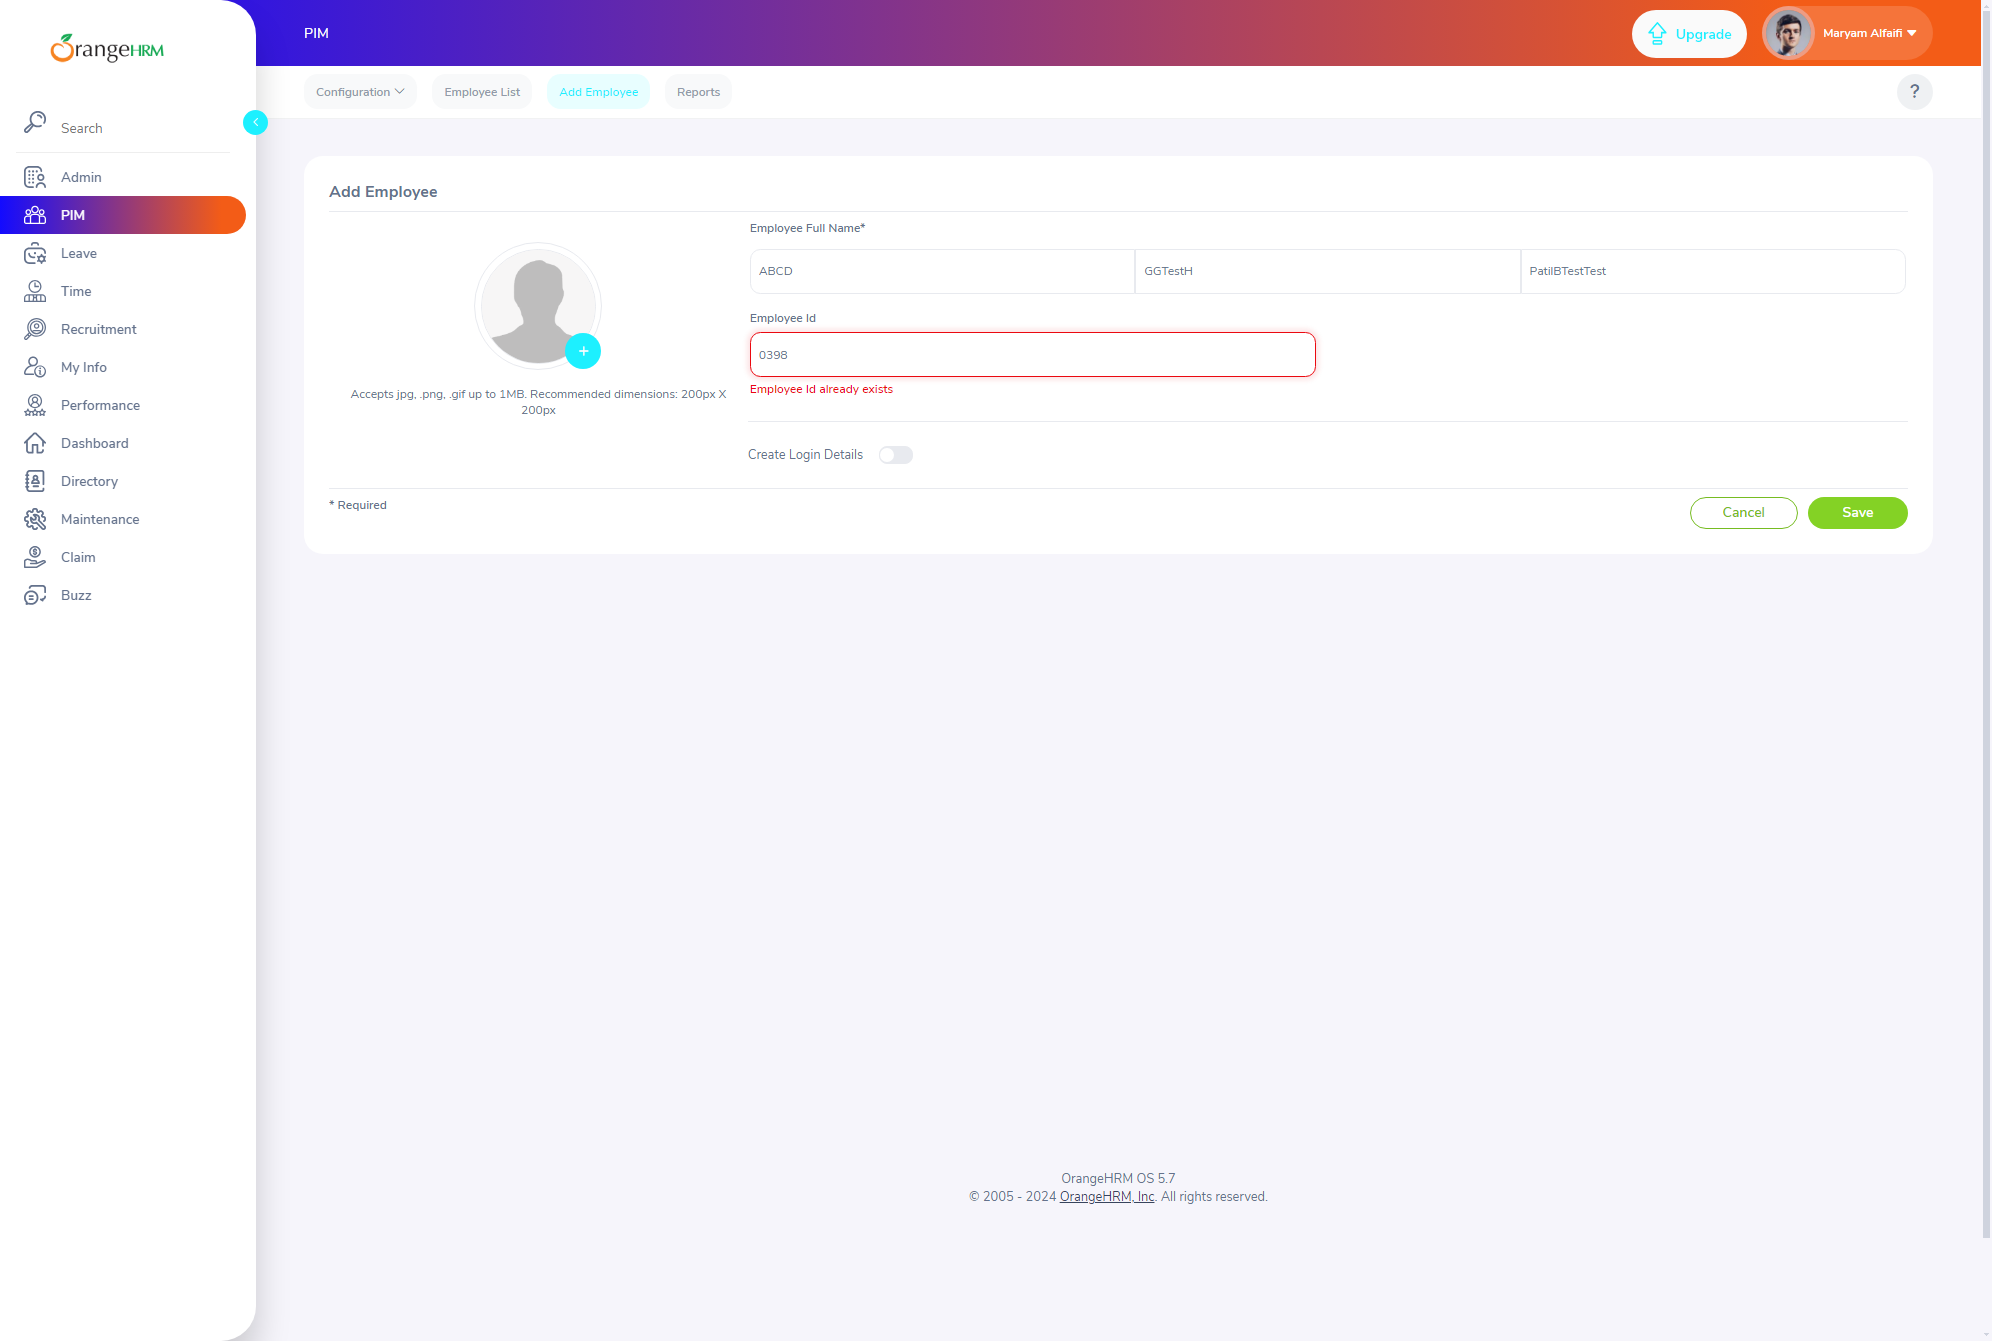 OrangeHRM
PIM
Upgrade
Maryam Alfaifi
Configuration
Employee List
Add Employee
Reports
?
Search
Admin
PIM
Leave
Time
Recruitment
My Info
Performance
Dashboard
Directory
Maintenance
Claim
Buzz
Add Employee
Accepts jpg, .png, .gif up to 1MB. Recommended dimensions: 200px X
200px
Employee Full Name*
ABCD
GGTestH
PatilBTestTest
Employee Id
0398
Employee Id already exists
Create Login Details
* Required
Cancel
Save
OrangeHRM OS 5.7
© 2005 - 2024 OrangeHRM, Inc. All rights reserved.